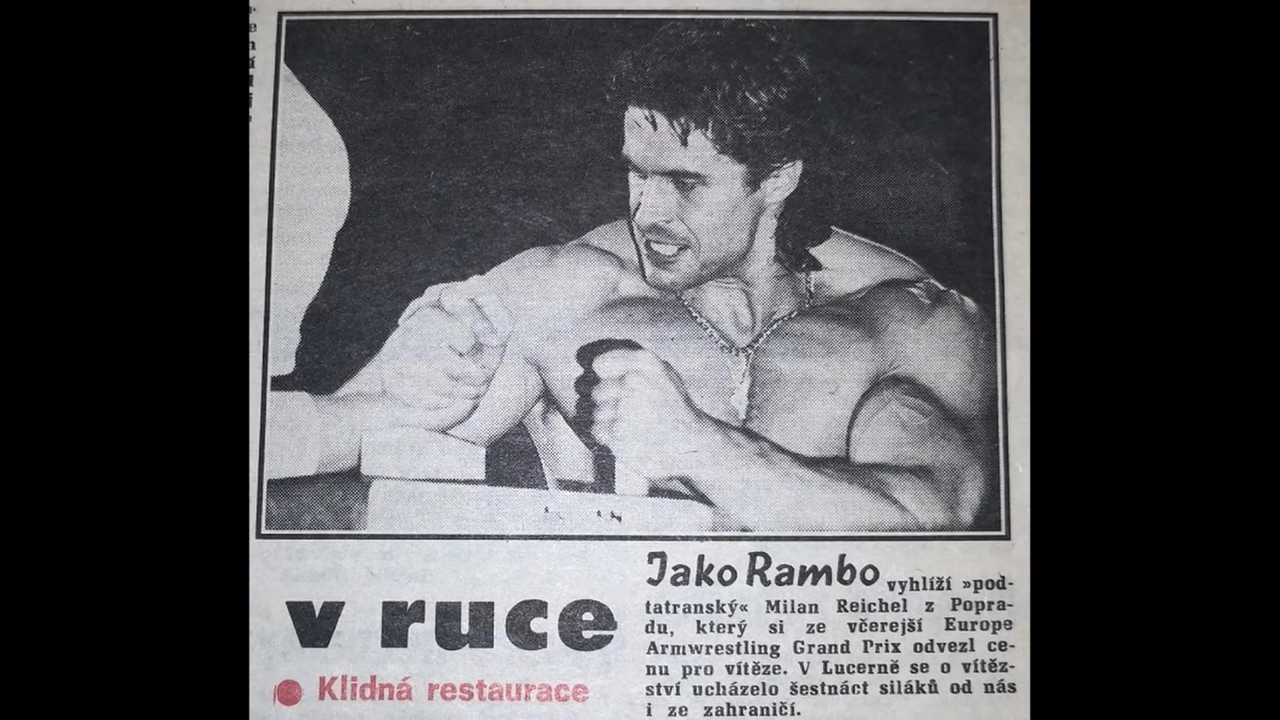 v ruce
● Klidná restaurace
Jako Rambo vyhlíží »pod-
tatranský« Milan Reichel z Popra-
du, který si ze včerejší Europe
Armwrestling Grand Prix odvezl ce-
nu pro vítěze. V Lucerně se o vítěz-
ství ucházelo šestnáct siláků od nás
i ze zahraničí.